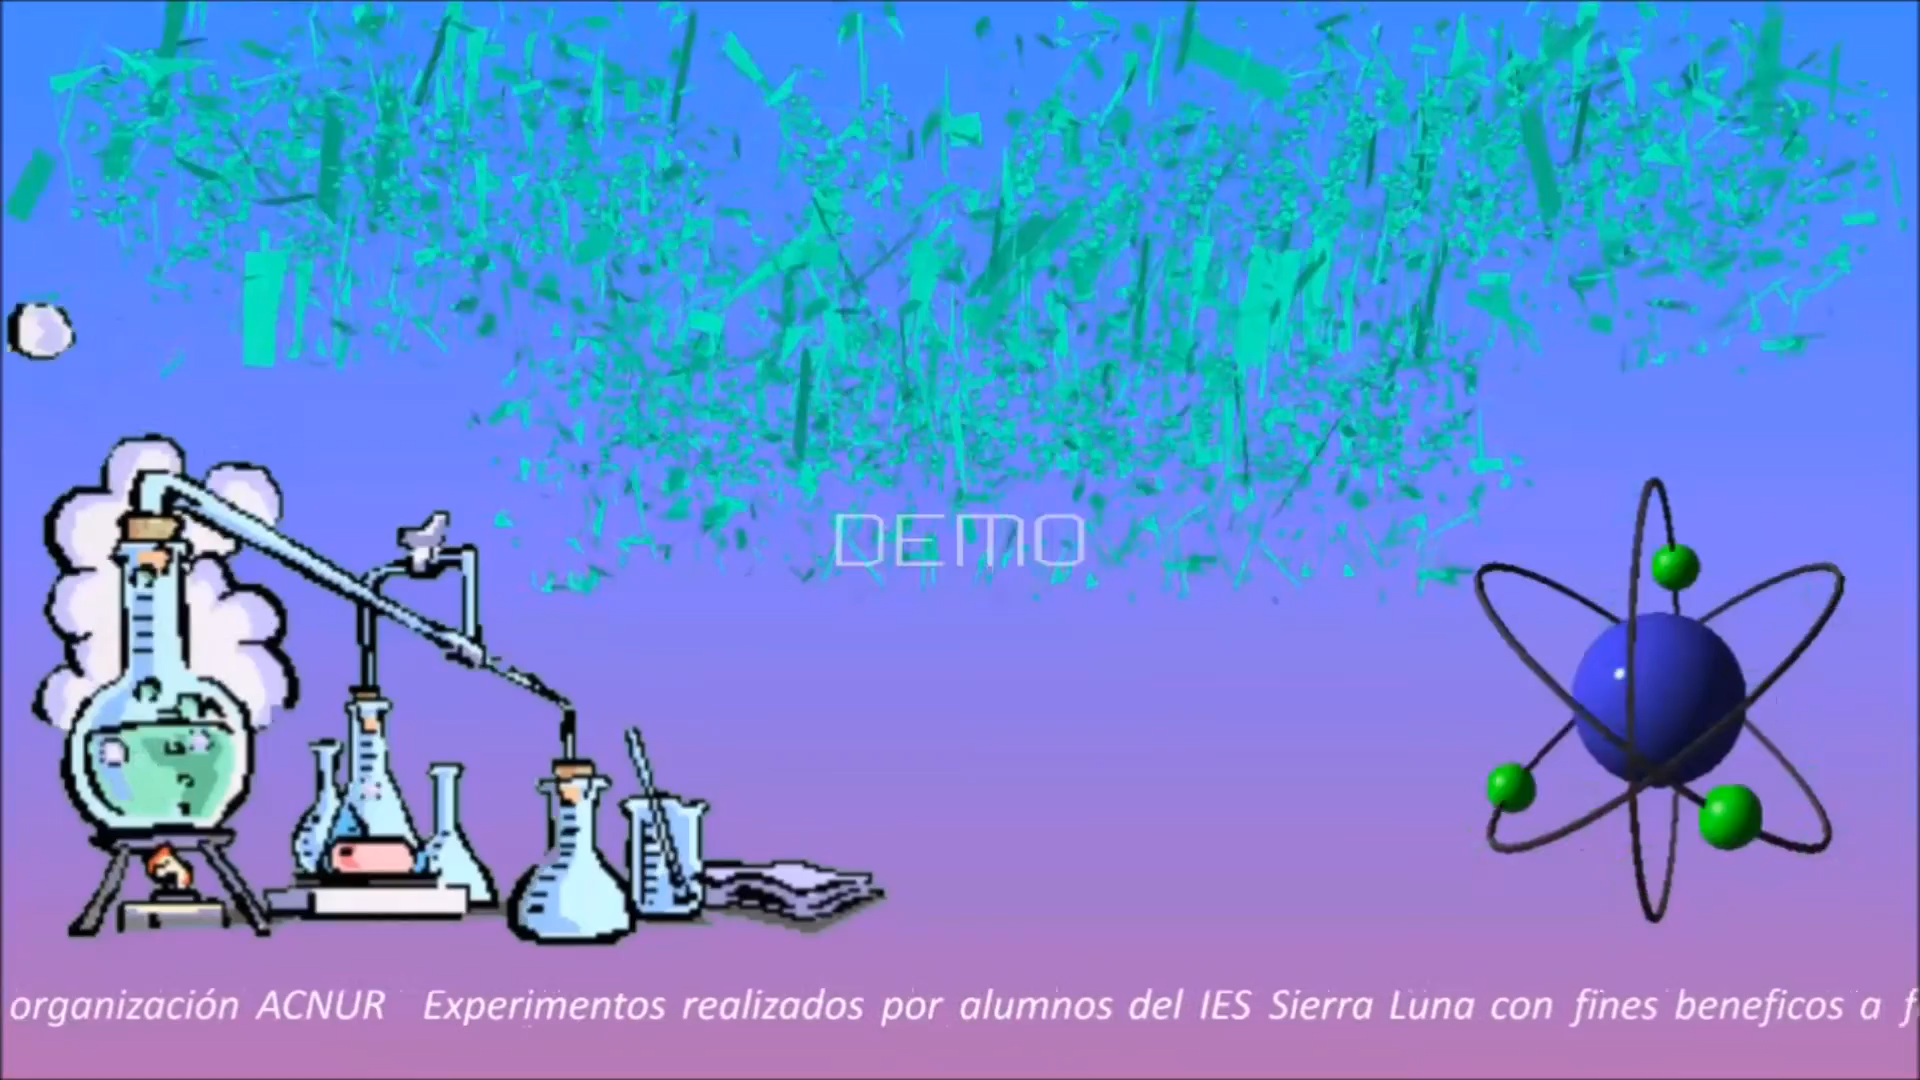 DEMO
organización ACNUR Experimentos realizados por alumnos del IES Sierra Luna con fines beneficos a f